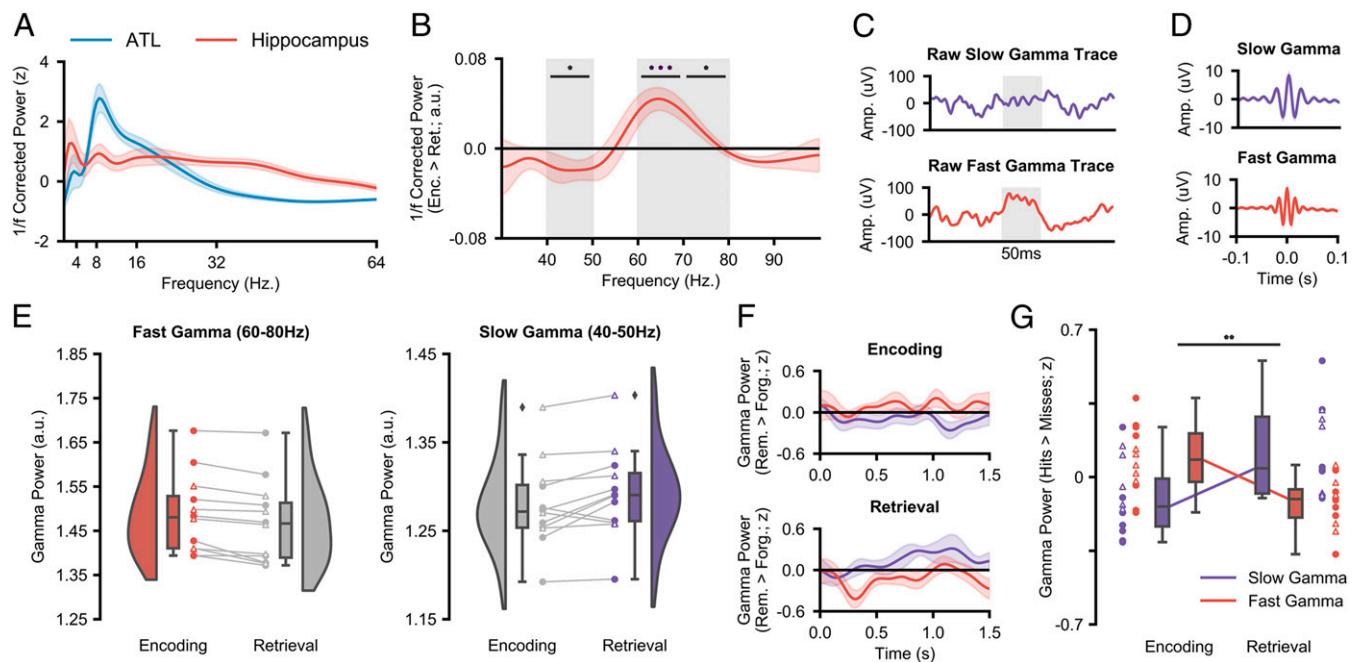 A
ATL
Hippocampus
1/f Corrected Power (z)
4
2
0
-2
4 8 16 32 64
Frequency (Hz.)
B
1/f Corrected Power
(Enc. > Ret.; a.u.)
0.08
0.0
-0.08
40 50 60 70 80 90
Frequency (Hz.)
C
Raw Slow Gamma Trace
Amp. (uV)
100
0
-100
Raw Fast Gamma Trace
Amp. (uV)
100
0
-100
50ms
D
Slow Gamma
Amp. (uV)
10
0
-10
Fast Gamma
Amp. (uV)
10
0
-10
-0.1 0.0 0.1
Time (s)
E
Fast Gamma (60-80Hz)
Gamma Power (a.u.)
1.85
1.75
1.65
1.55
1.45
1.35
1.25
Encoding Retrieval
Slow Gamma (40-50Hz)
Gamma Power (a.u.)
1.45
1.35
1.25
1.15
Encoding Retrieval
F
Encoding
Gamma Power
(Rem. > Forg.; z)
0.6
0.0
-0.6
0.0 0.5 1.0 1.5
Retrieval
Gamma Power
(Rem. > Forg.; z)
0.6
0.0
-0.6
0.0 0.5 1.0 1.5
Time (s)
G
Gamma Power (Hits > Misses; z)
0.7
0
-0.7
**
Slow Gamma
Fast Gamma
Encoding Retrieval